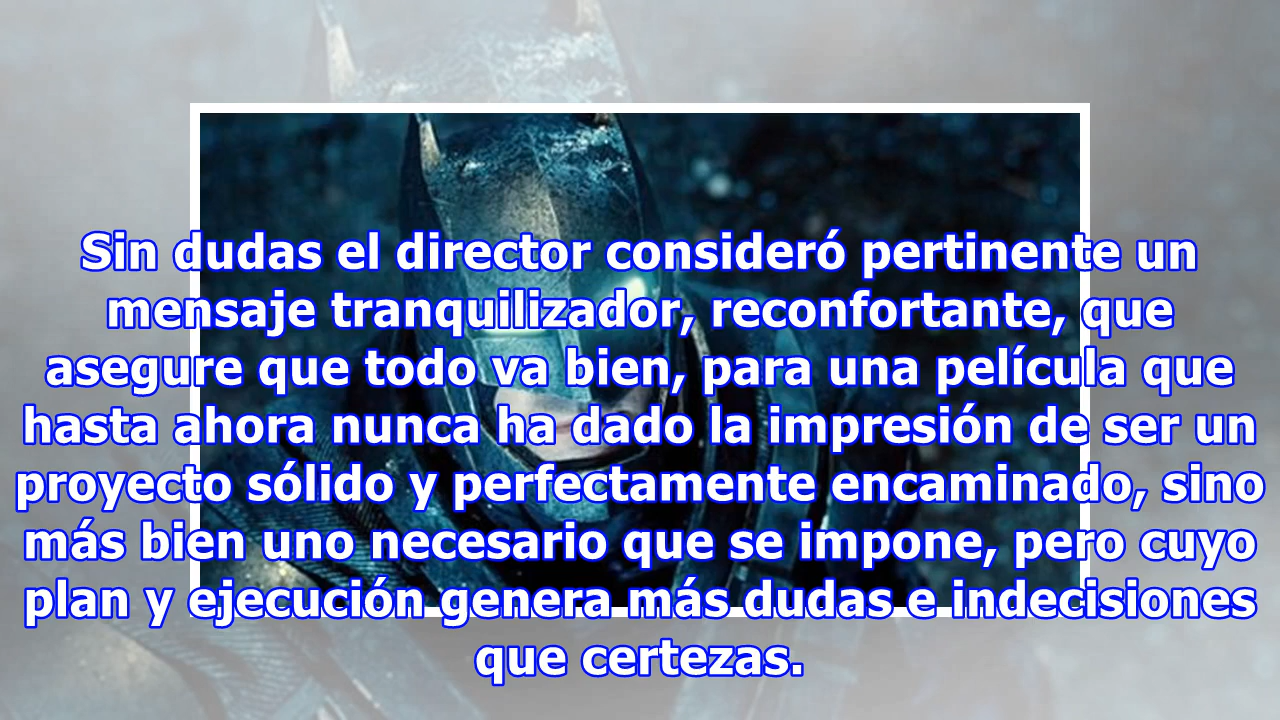 Sin dudas el director consideró pertinente un
mensaje tranquilizador, reconfortante, que
asegure que todo va bien, para una película que
hasta ahora nunca ha dado la impresión de ser un
proyecto sólido y perfectamente encaminado, sino
más bien uno necesario que se impone, pero cuyo
plan y ejecución genera más dudas e indecisiones
que certezas.